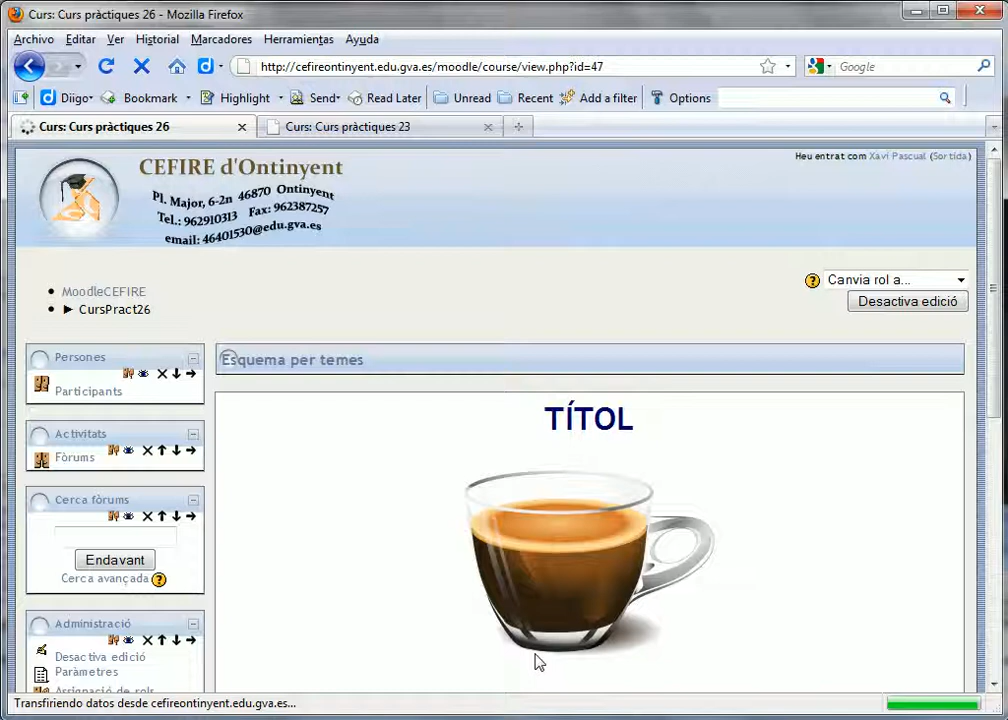 Curs: Curs pràctiques 26 - Mozilla Firefox
Archivo Editar Ver Historial Marcadores Herramientas Ayuda
http://cefireontinyent.edu.gva.es/moodle/course/view.php?id=47
Google
Diigo Bookmark Highlight Send Read Later Unread Recent Add a filter Options
Curs: Curs pràctiques 26
Curs: Curs pràctiques 23
CEFIRE d'Ontinyent
Pl. Major, 6-2n 46870 Ontinyent
Tel.: 962910313 Fax: 962387257
email: 46401530@edu.gva.es
Heu entrat com Xavi Pascual (Sortida)
MoodleCEFIRE
► CursPract26
Canvia rol a...
Desactiva edició
Persones
Participants
Activitats
Fòrums
Cerca fòrums
Endavant
Cerca avançada
Administració
Desactiva edició
Paràmetres
Assignació de rols
Esquema per temes
TÍTOL
Transfiriendo datos desde cefireontinyent.edu.gva.es...